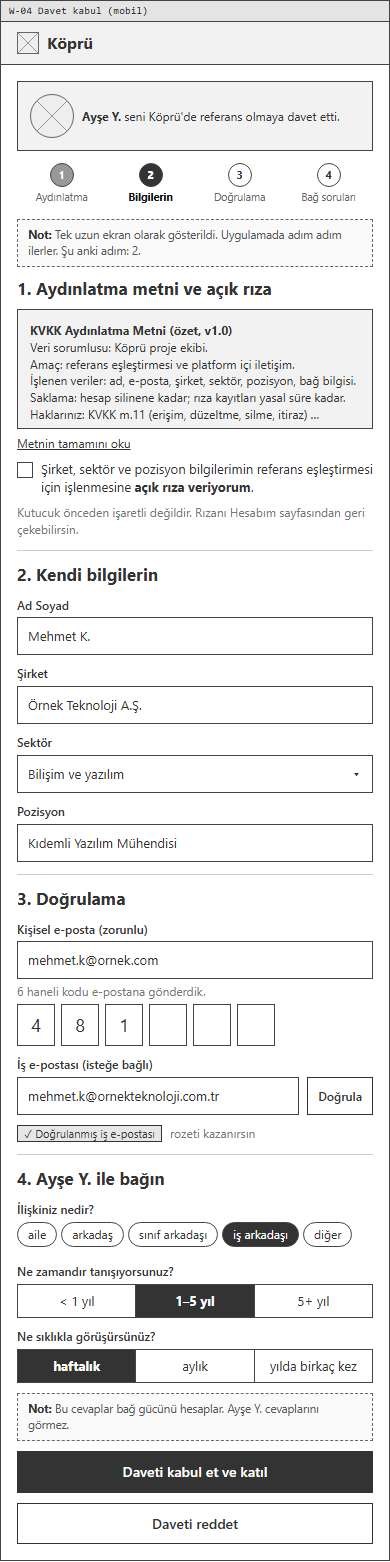 W-04 Davet kabul (mobil)
Köprü
Ayşe Y. seni Köprü'de referans olmaya davet etti.
1
2
3
4
Aydınlatma
Bilgilerin
Doğrulama
Bağ soruları
Not: Tek uzun ekran olarak gösterildi. Uygulamada adım adım
ilerler. Şu anki adım: 2.
1. Aydınlatma metni ve açık rıza
KVKK Aydınlatma Metni (özet, v1.0)
Veri sorumlusu: Köprü proje ekibi.
Amaç: referans eşleştirmesi ve platform içi iletişim.
İşlenen veriler: ad, e-posta, şirket, sektör, pozisyon, bağ bilgisi.
Saklama: hesap silinene kadar; rıza kayıtları yasal süre kadar.
Haklarınız: KVKK m.11 (erişim, düzeltme, silme, itiraz) ...
Metnin tamamını oku
Şirket, sektör ve pozisyon bilgilerimin referans eşleştirmesi
için işlenmesine açık rıza veriyorum.
Kutucuk önceden işaretli değildir. Rızanı Hesabım sayfasından geri
çekebilirsin.
2. Kendi bilgilerin
Ad Soyad
Mehmet K.
Şirket
Örnek Teknoloji A.Ş.
Sektör
Bilişim ve yazılım
Pozisyon
Kıdemli Yazılım Mühendisi
3. Doğrulama
Kişisel e-posta (zorunlu)
mehmet.k@ornek.com
6 haneli kodu e-postana gönderdik.
4 8 1
İş e-postası (isteğe bağlı)
mehmet.k@ornekteknoloji.com.tr
Doğrula
✓ Doğrulanmış iş e-postası rozeti kazanırsın
4. Ayşe Y. ile bağın
İlişkiniz nedir?
aile
arkadaş
sınıf arkadaşı
iş arkadaşı
diğer
Ne zamandır tanışıyorsunuz?
< 1 yıl
1–5 yıl
5+ yıl
Ne sıklıkla görüşürsünüz?
haftalık
aylık
yılda birkaç kez
Not: Bu cevaplar bağ gücünü hesaplar. Ayşe Y. cevaplarını
görmez.
Daveti kabul et ve katıl
Daveti reddet